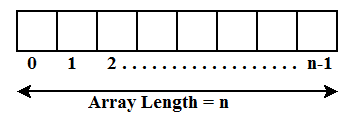 0 1 2 . . . . . . . . . . . . . . . . . . n-1
Array Length = n